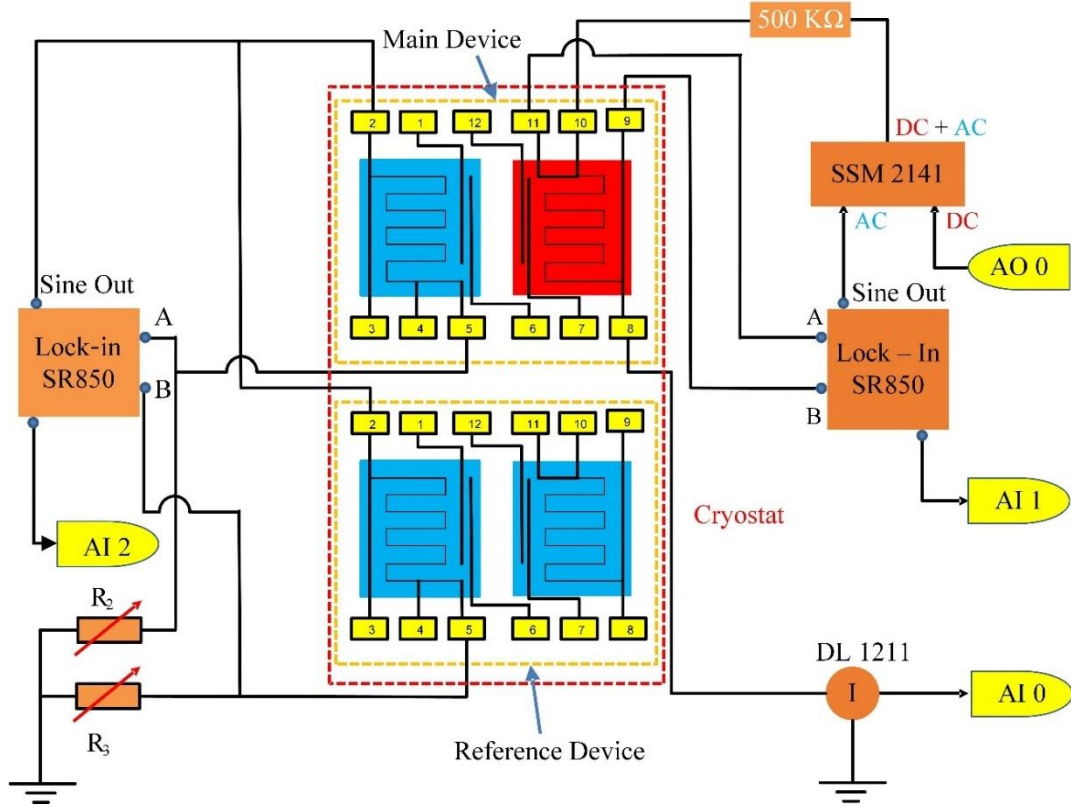 500 KΩ
Main Device
2 1 12 11 10 9
DC + AC
SSM 2141
AC DC
AO 0
Sine Out
Sine Out
A
A
Lock-in
SR850
Lock – In
SR850
B
B
3 4 5 6 7 8
2 1 12 11 10 9
Cryostat
AI 1
AI 2
R2
3 4 5 6 7 8
DL 1211
I
AI 0
R3
Reference Device